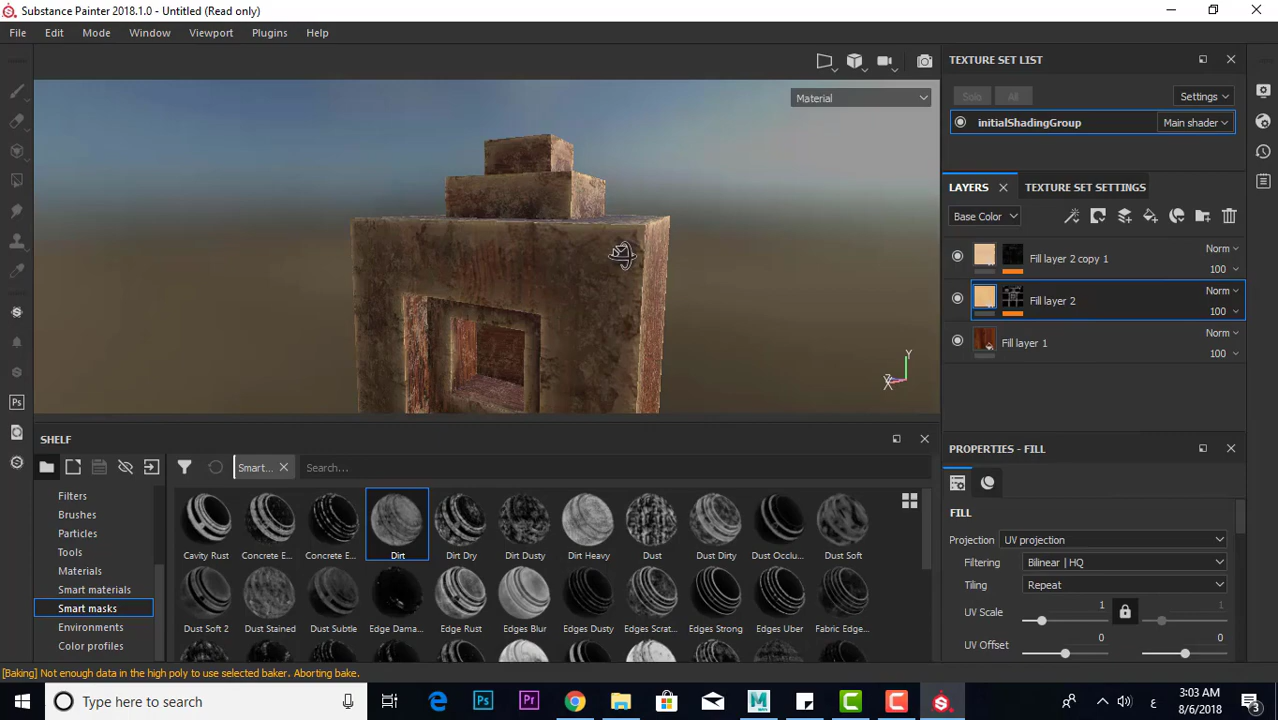 Substance Painter 2018.1.0 - Untitled (Read only)
File Edit Mode Window Viewport Plugins Help
TEXTURE SET LIST
Material
Solo All Settings
initialShadingGroup Main shader
LAYERS TEXTURE SET SETTINGS
Base Color
Fill layer 2 copy 1 Norm
100
Fill layer 2 Norm
100
Fill layer 1 Norm
100
Y
Z
X
SHELF
PROPERTIES - FILL
Smart... Search...
Filters
Brushes
Particles
Tools
Materials
Smart materials
Smart masks
Environments
Color profiles
Cavity Rust Concrete E... Concrete E... Dirt Dirt Dry Dirt Dusty Dirt Heavy Dust Dust Dirty Dust Occlu... Dust Soft
Dust Soft 2 Dust Stained Dust Subtle Edge Dama... Edge Rust Edges Blur Edges Dusty Edges Scrat... Edges Strong Edges Uber Fabric Edge...
FILL
Projection UV projection
Filtering Bilinear | HQ
Tiling Repeat
UV Scale 1 1
UV Offset 0 0
[Baking] Not enough data in the high poly to use selected baker. Aborting bake.
Ps
Type here to search
Ps Pr M C C
ع
3:03 AM
8/6/2018
3